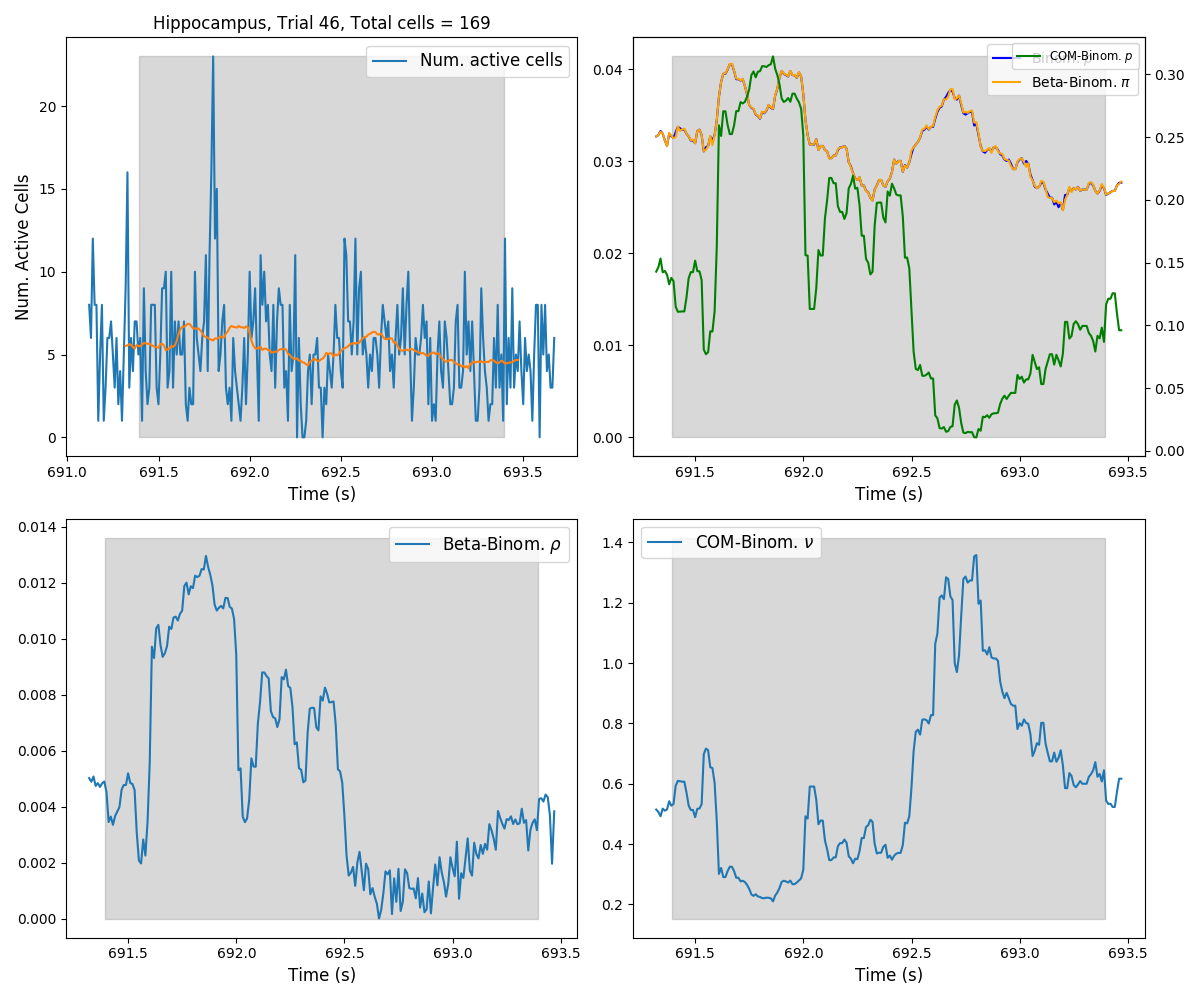 Hippocampus, Trial 46, Total cells = 169
Num. active cells
Num. Active Cells
20
15
10
5
0
691.0 691.5 692.0 692.5 693.0 693.5
Time (s)
COM-Binom. p
Beta-Binom. π
0.04
0.03
0.02
0.01
0.00
0.30
0.25
0.20
0.15
0.10
0.05
0.00
691.5 692.0 692.5 693.0 693.5
Time (s)
Beta-Binom. ρ
0.014
0.012
0.010
0.008
0.006
0.004
0.002
0.000
691.5 692.0 692.5 693.0 693.5
Time (s)
COM-Binom. ν
1.4
1.2
1.0
0.8
0.6
0.4
0.2
691.5 692.0 692.5 693.0 693.5
Time (s)